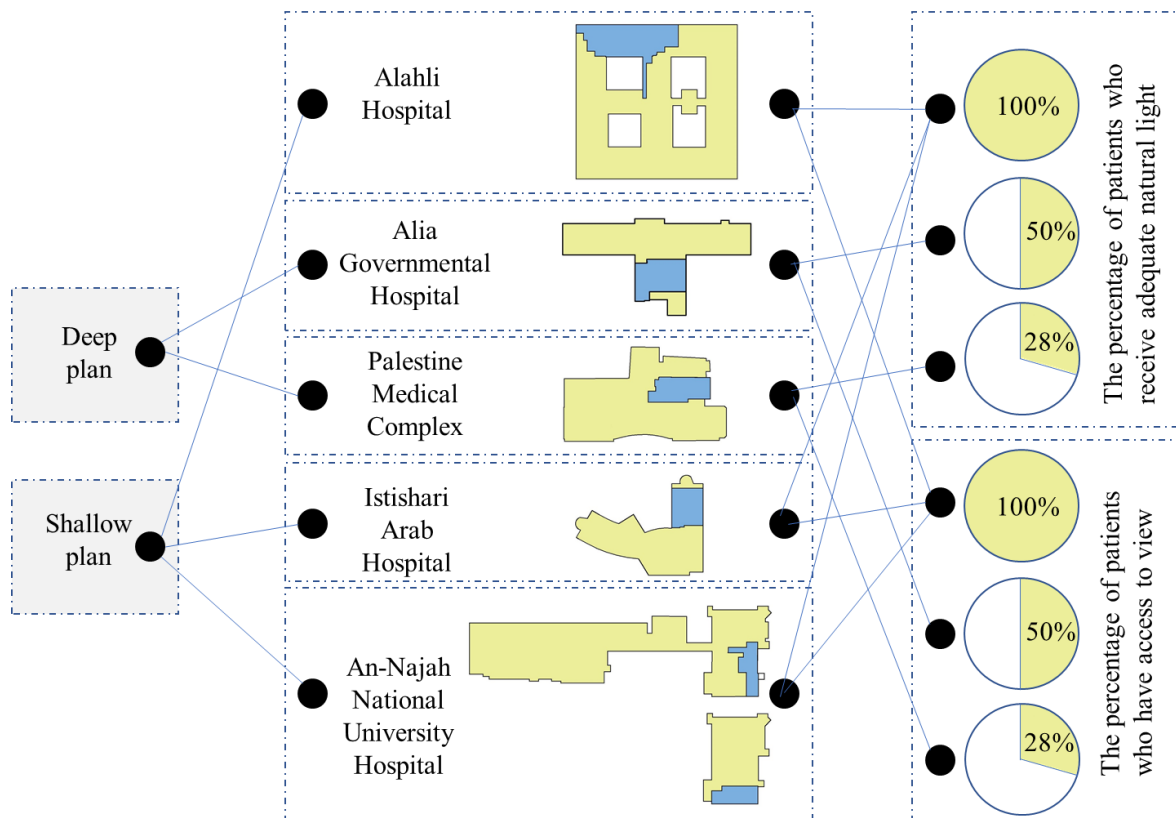 Deep
plan
Shallow
plan
Alahli
Hospital
Alia
Governmental
Hospital
Palestine
Medical
Complex
Istishari
Arab
Hospital
An-Najah
National
University
Hospital
100%
50%
28%
The percentage of patients who
receive adequate natural light
100%
50%
28%
The percentage of patients
who have access to view